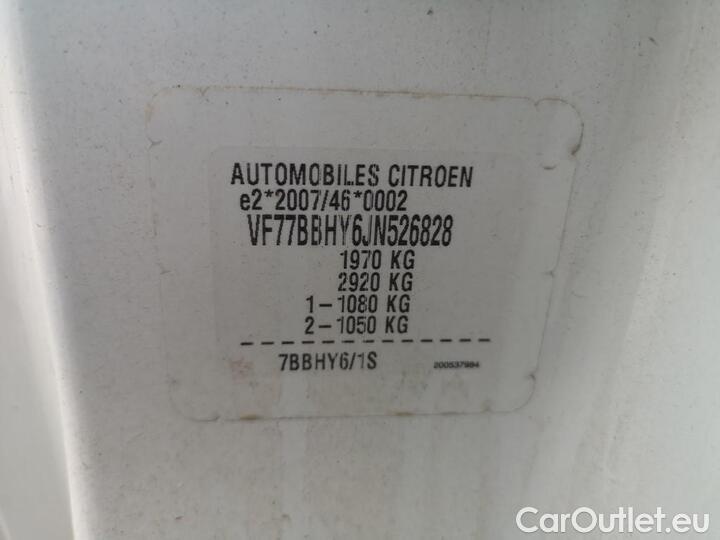 AUTOMOBILES CITROEN
e2*2007/46*0002
VF77BBHY6JN526828
1970 KG
2920 KG
1-1080 KG
2-1050 KG
7BBHY6/1S
200537984
CarOutlet.eu